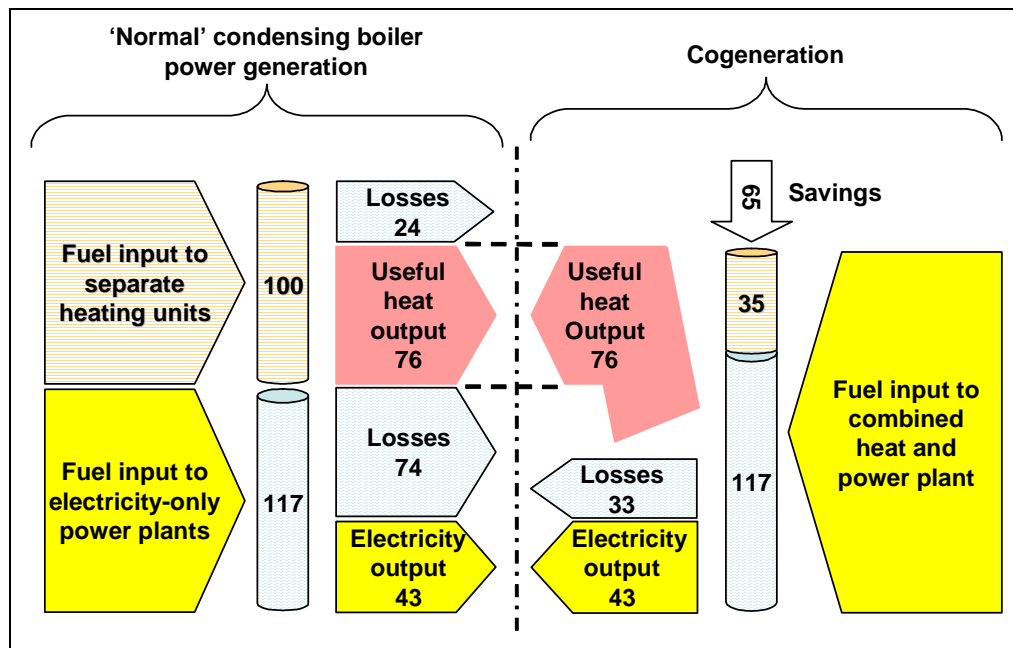 ‘Normal’ condensing boiler
power generation
Cogeneration
Fuel input to
separate
heating units
100
Losses
24
Useful
heat
output
76
Useful
heat
Output
76
65
Savings
35
Fuel input to
electricity-only
power plants
117
Losses
74
Electricity
output
43
Losses
33
Electricity
output
43
117
Fuel input to
combined
heat and
power plant